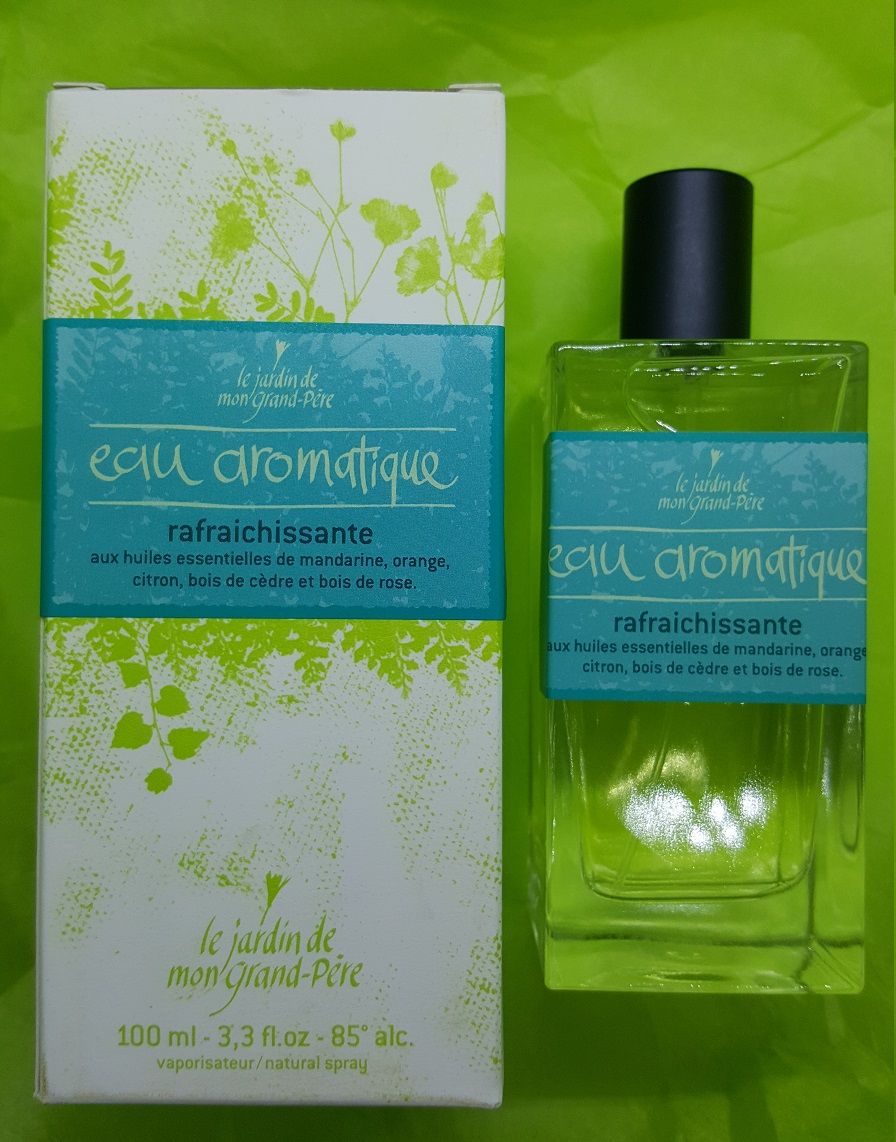 le jardin de
mon Grand-Père
eau aromatique
rafraichissante
aux huiles essentielles de mandarine, orange,
citron, bois de cèdre et bois de rose.
le jardin de
mon Grand-Père
100 ml - 3,3 fl.oz - 85° alc.
vaporisateur/natural spray
le jardin de
mon Grand-Père
eau aromatique
rafraichissante
aux huiles essentielles de mandarine, orange
citron, bois de cèdre et bois de rose.